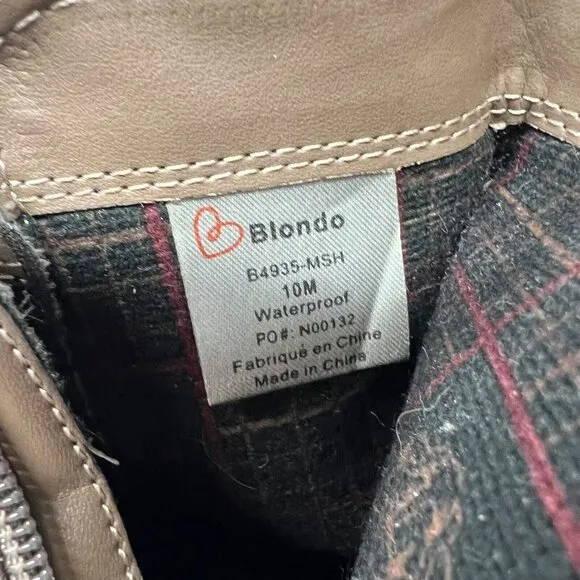 Blondo
B4935-MSH
10M
Waterproof
PO#: N00132
Fabriqué en Chine
Made in China